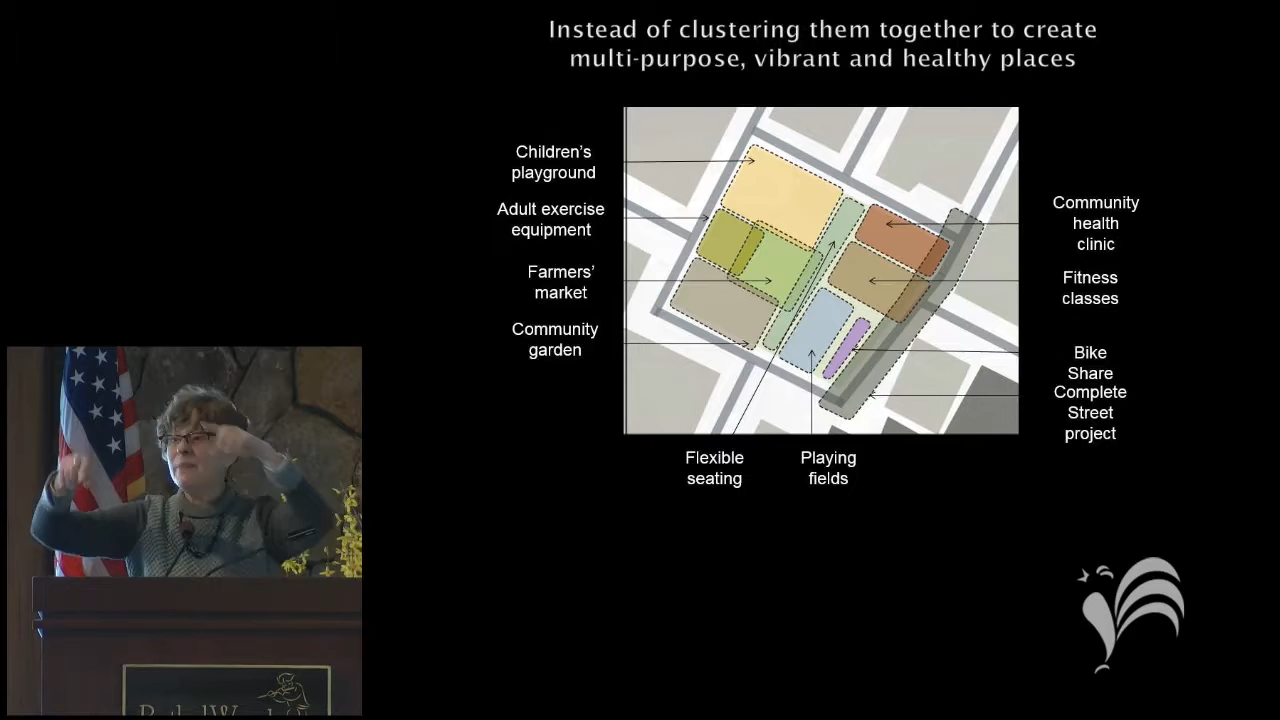 Instead of clustering them together to create
multi-purpose, vibrant and healthy places
Children's
playground
Adult exercise
equipment
Farmers'
market
Community
garden
Flexible
seating
Playing
fields
Community
health
clinic
Fitness
classes
Bike
Share
Complete
Street
project